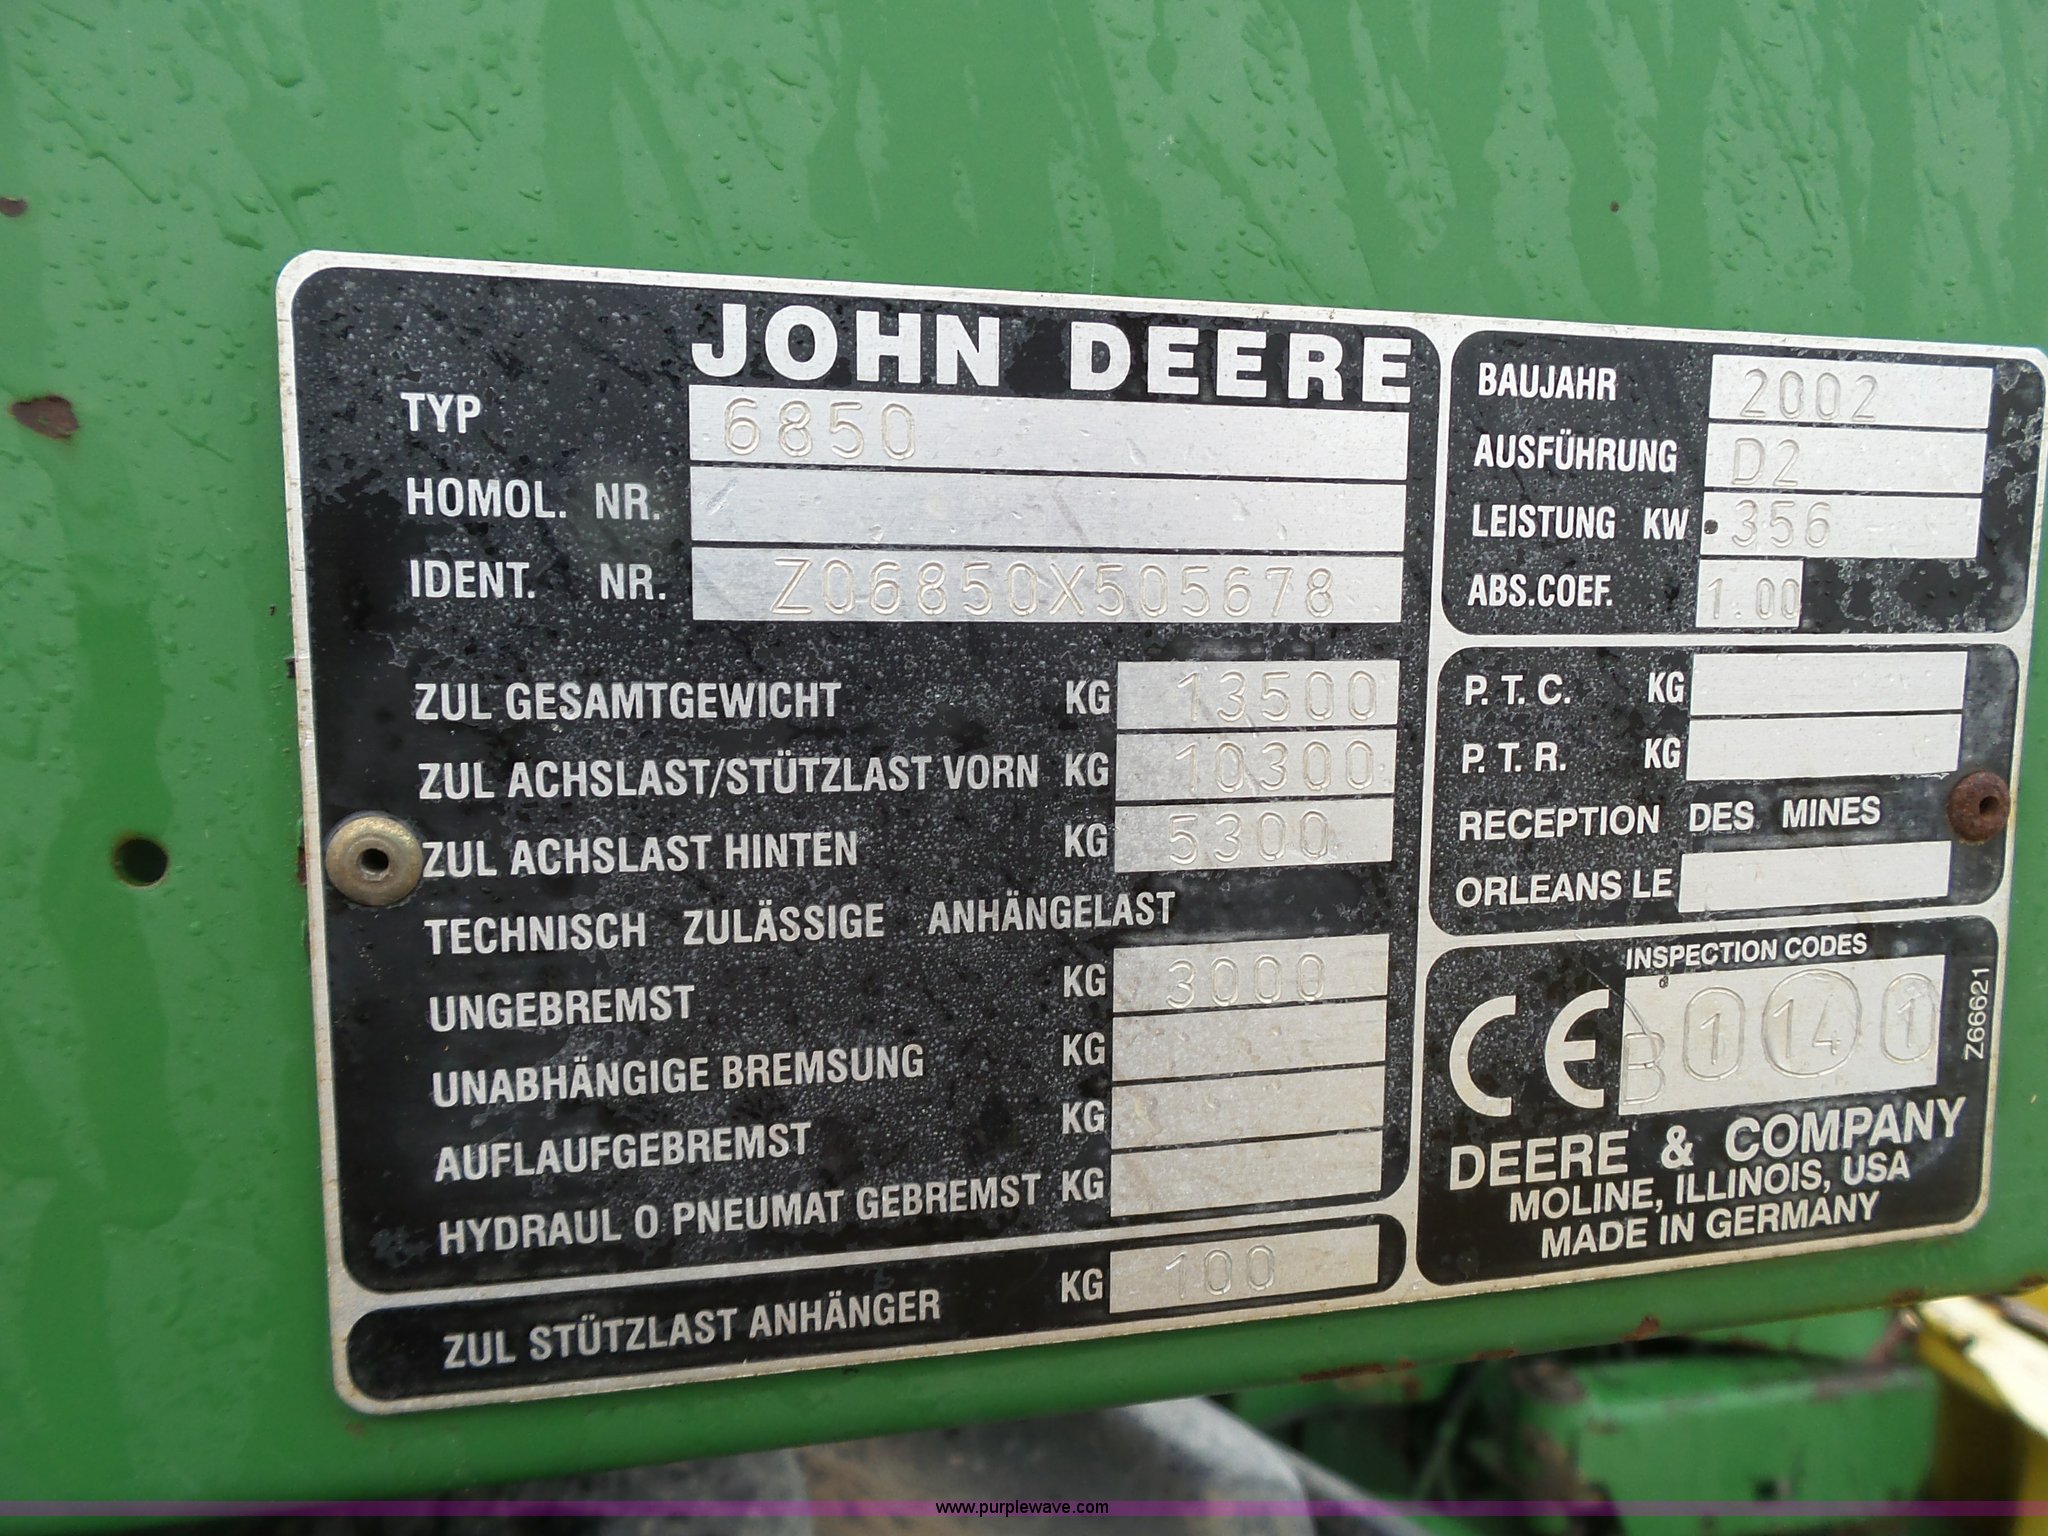 JOHN DEERE
TYP 6850
HOMOL. NR.
IDENT. NR. Z06850X505678
ZUL GESAMTGEWICHT KG 13500
ZUL ACHSLAST/STÜTZLAST VORN KG 10300
ZUL ACHSLAST HINTEN KG 5300
TECHNISCH ZULÄSSIGE ANHÄNGELAST
UNGEBREMST KG 3000
UNABHÄNGIGE BREMSUNG KG
AUFLAUFGEBREMST KG
HYDRAUL O PNEUMAT GEBREMST KG
ZUL STÜTZLAST ANHÄNGER KG 100
BAUJAHR 2002
AUSFÜHRUNG D2
LEISTUNG KW 356
ABS.COEF. 1.00
P. T. C. KG
P. T. R. KG
RECEPTION DES MINES
ORLEANS LE
INSPECTION CODES
CE B 1 14 1
Z66621
DEERE & COMPANY
MOLINE, ILLINOIS, USA
MADE IN GERMANY
www.purplewave.com